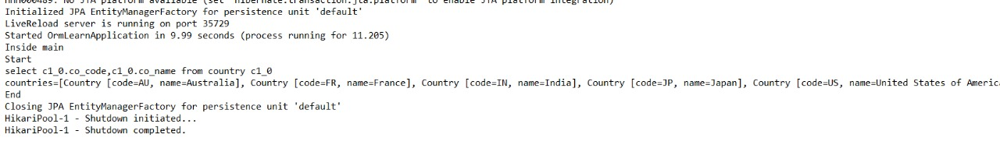 HHH000489: No JTA platform available (set 'hibernate.transaction.jta.platform' to enable JTA platform integration)
Initialized JPA EntityManagerFactory for persistence unit 'default'
LiveReload server is running on port 35729
Started OrmLearnApplication in 9.99 seconds (process running for 11.205)
Inside main
Start
select c1_0.co_code,c1_0.co_name from country c1_0
countries=[Country [code=AU, name=Australia], Country [code=FR, name=France], Country [code=IN, name=India], Country [code=JP, name=Japan], Country [code=US, name=United States of Americ
End
Closing JPA EntityManagerFactory for persistence unit 'default'
HikariPool-1 - Shutdown initiated...
HikariPool-1 - Shutdown completed.